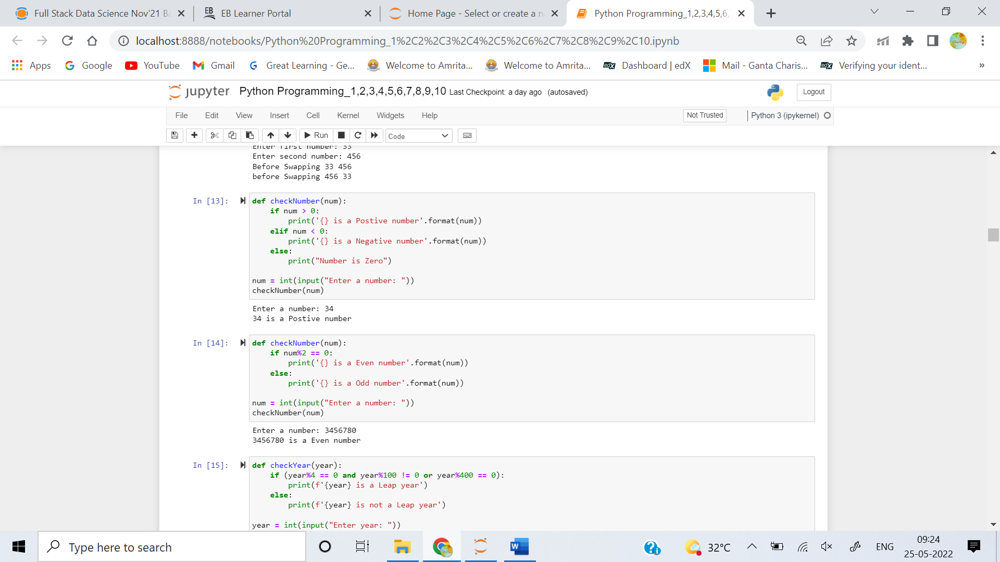 Full Stack Data Science Nov'21 Ba
EB Learner Portal
Home Page - Select or create a n
Python Programming_1,2,3,4,5,6,
localhost:8888/notebooks/Python%20Programming_1%2C2%2C3%2C4%2C5%2C6%2C7%2C8%2C9%2C10.ipynb
Apps Google YouTube Gmail Great Learning - Ge... Welcome to Amrita... Welcome to Amrita... edX Dashboard | edX Mail - Ganta Charis... edX Verifying your ident... »
jupyter Python Programming_1,2,3,4,5,6,7,8,9,10 Last Checkpoint: a day ago (autosaved) Logout
File Edit View Insert Cell Kernel Widgets Help Not Trusted Python 3 (ipykernel)
Run Code
Enter first number: 33
Enter second number: 456
Before Swapping 33 456
before Swapping 456 33
In [13]: def checkNumber(num):
    if num > 0:
        print('{} is a Postive number'.format(num))
    elif num < 0:
        print('{} is a Negative number'.format(num))
    else:
        print("Number is Zero")
num = int(input("Enter a number: "))
checkNumber(num)
Enter a number: 34
34 is a Postive number
In [14]: def checkNumber(num):
    if num%2 == 0:
        print('{} is a Even number'.format(num))
    else:
        print('{} is a Odd number'.format(num))
num = int(input("Enter a number: "))
checkNumber(num)
Enter a number: 3456780
3456780 is a Even number
In [15]: def checkYear(year):
    if (year%4 == 0 and year%100 != 0 or year%400 == 0):
        print(f'{year} is a Leap year')
    else:
        print(f'{year} is not a Leap year')
year = int(input("Enter year: "))
Type here to search
32°C
ENG
09:24
25-05-2022